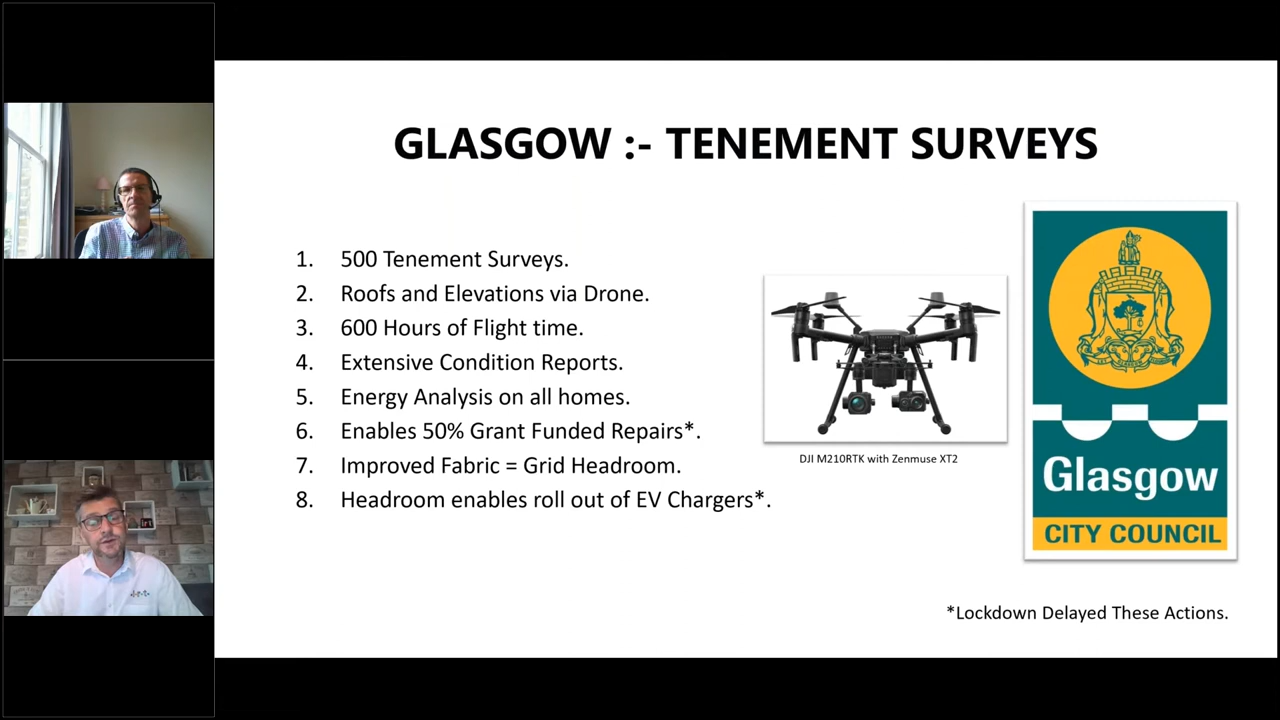 GLASGOW :- TENEMENT SURVEYS
1. 500 Tenement Surveys.
2. Roofs and Elevations via Drone.
3. 600 Hours of Flight time.
4. Extensive Condition Reports.
5. Energy Analysis on all homes.
6. Enables 50% Grant Funded Repairs*.
7. Improved Fabric = Grid Headroom.
8. Headroom enables roll out of EV Chargers*.
DJI M210RTK with Zenmuse XT2
Glasgow
CITY COUNCIL
*Lockdown Delayed These Actions.
irt